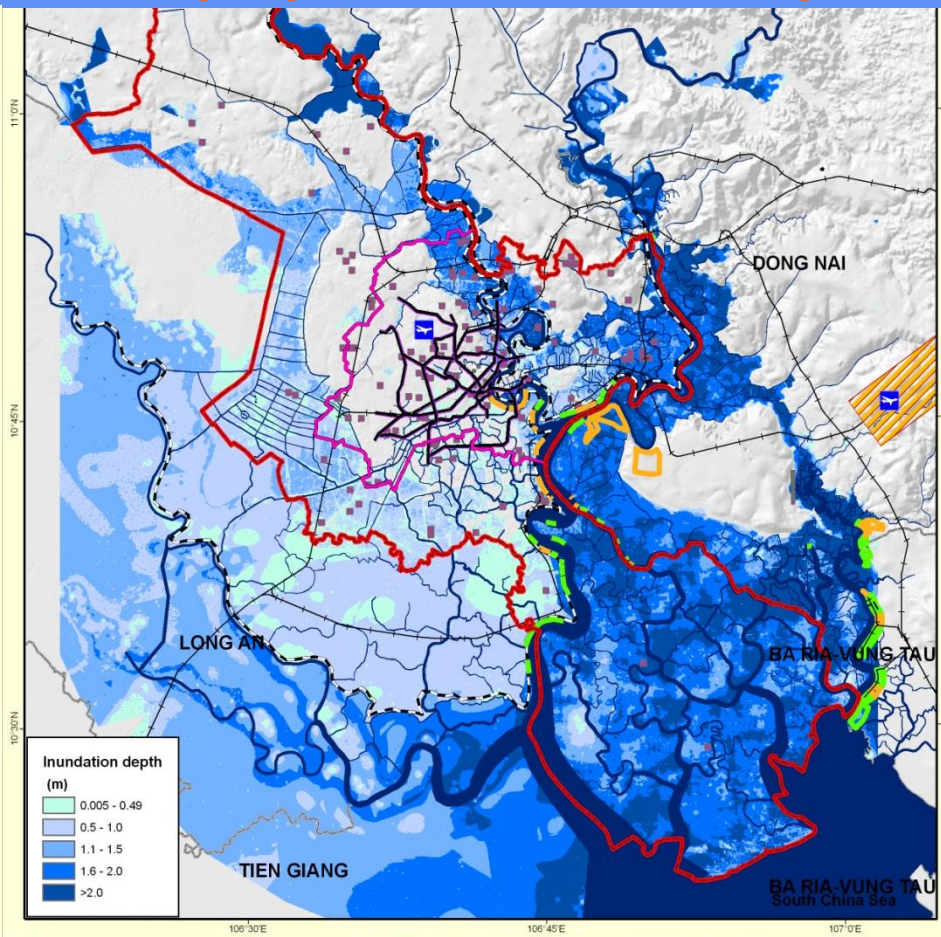 11°0'N
DONG NAI
10°45'N
LONG AN
BA RIA-VUNG TAU
10°30'N
Inundation depth
(m)
0.005 - 0.49
0.5 - 1.0
1.1 - 1.5
1.6 - 2.0
>2.0
TIEN GIANG
BA RIA-VUNG TAU
South China Sea
106°30'E
106°45'E
107°0'E